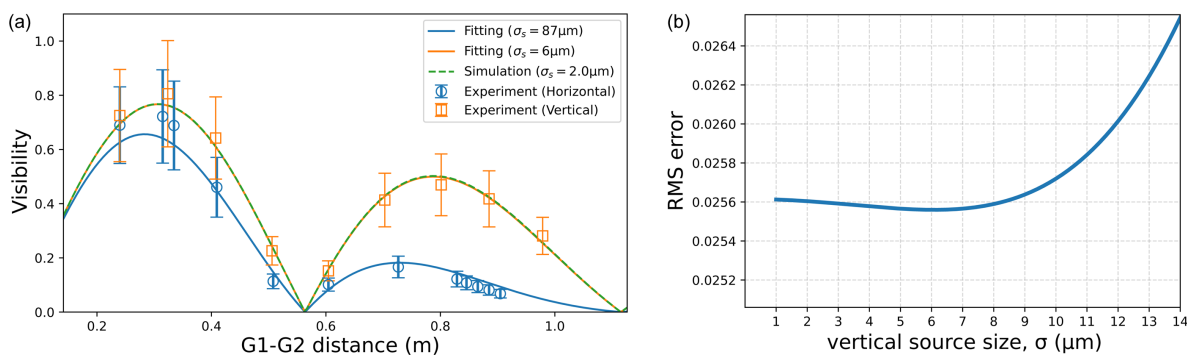 (a)
Visibility
1.0
0.8
0.6
0.4
0.2
0.0
0.2 0.4 0.6 0.8 1.0
G1-G2 distance (m)
Fitting (σₛ = 87μm)
Fitting (σₛ = 6μm)
Simulation (σₛ = 2.0μm)
Experiment (Horizontal)
Experiment (Vertical)
(b)
RMS error
0.0264
0.0262
0.0260
0.0258
0.0256
0.0254
0.0252
1 2 3 4 5 6 7 8 9 10 11 12 13 14
vertical source size, σ (μm)